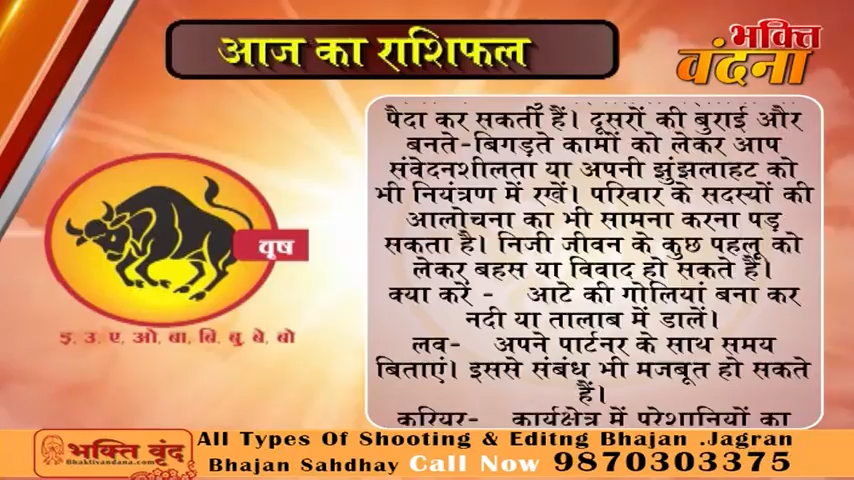 आज का राशिफल
भक्ति
वंदना
पैदा कर सकती हैं। दूसरों की बुराई और
बनते-बिगड़ते कामों को लेकर आप
संवेदनशीलता या अपनी झुंझलाहट को
भी नियंत्रण में रखें। परिवार के सदस्यों की
आलोचना का भी सामना करना पड़
सकता है। निजी जीवन के कुछ पहलू को
लेकर बहस या विवाद हो सकते हैं।
क्या करें - आटे की गोलियां बना कर
नदी या तालाब में डालें।
लव- अपने पार्टनर के साथ समय
बिताएं। इससे संबंध भी मजबूत हो सकते
हैं।
करियर- कार्यक्षेत्र में परेशानियों का
वृष
इ, उ, ए, ओ, बा, बि, बु, बे, बो
भक्ति वृंद
Bhaktivandana.com
All Types Of Shooting & Editng Bhajan .Jagran
Bhajan Sahdhay Call Now 9870303375